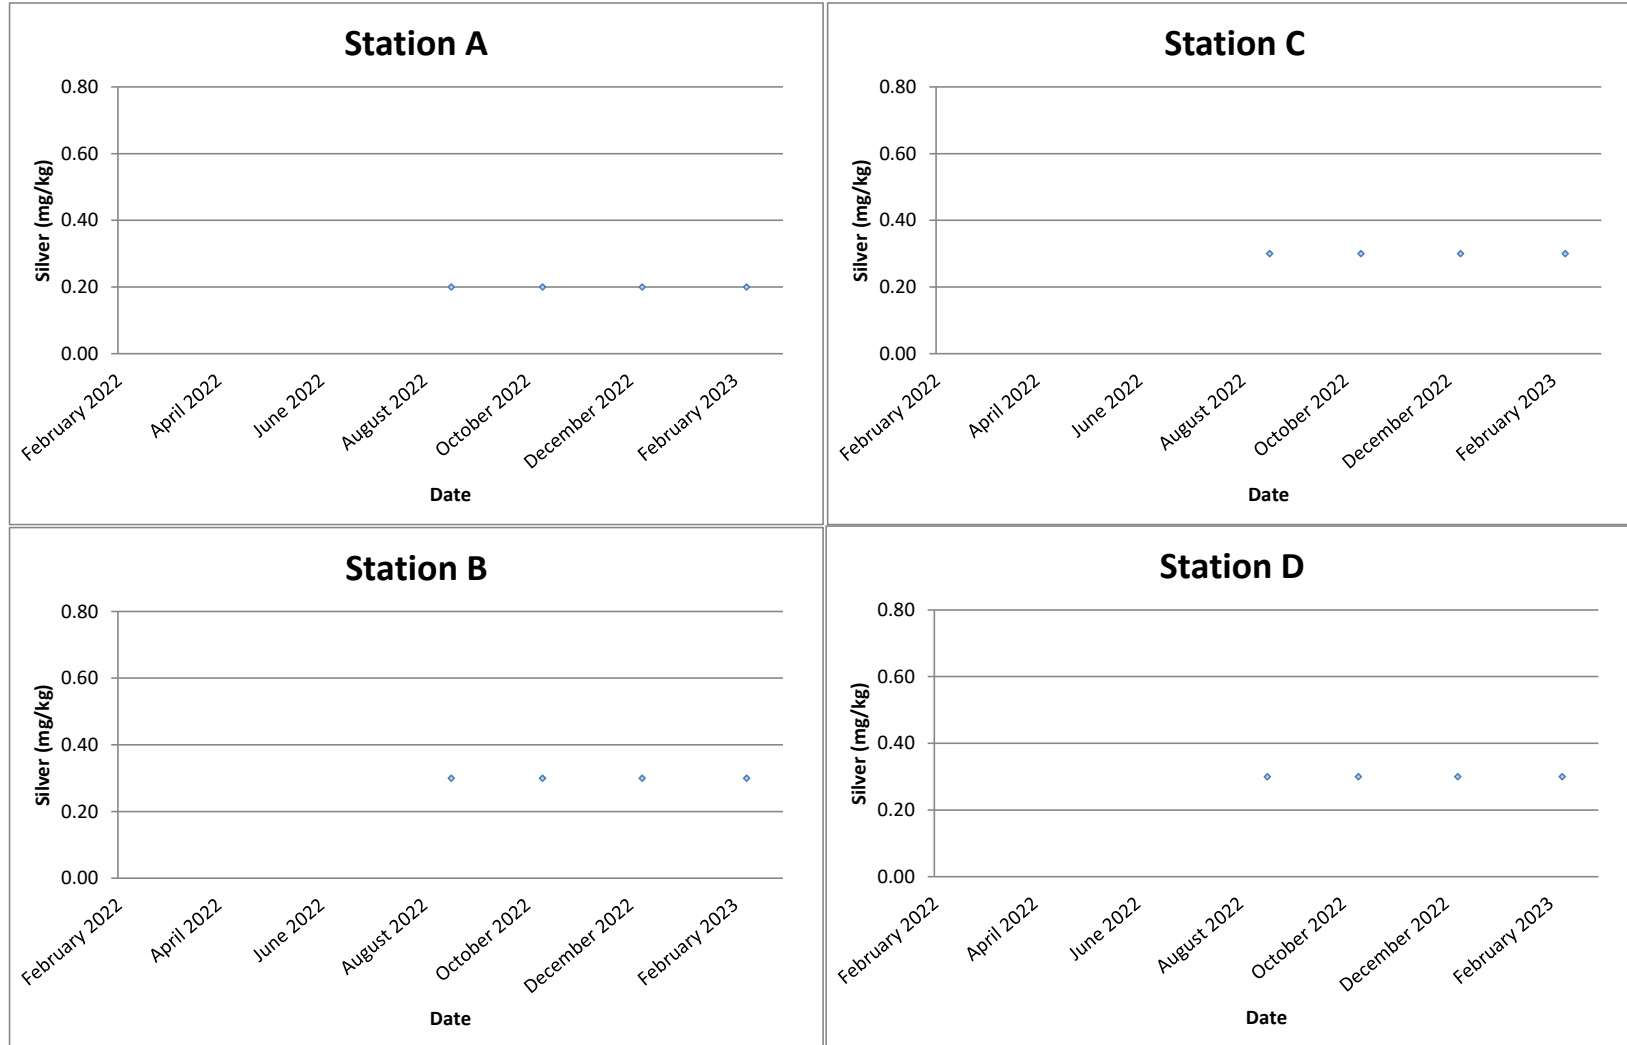 Station A
0.80
0.60
0.40
0.20
0.00
Silver (mg/kg)
February 2022
April 2022
June 2022
August 2022
October 2022
December 2022
February 2023
Date
Station C
0.80
0.60
0.40
0.20
0.00
Silver (mg/kg)
February 2022
April 2022
June 2022
August 2022
October 2022
December 2022
February 2023
Date
Station B
0.80
0.60
0.40
0.20
0.00
Silver (mg/kg)
February 2022
April 2022
June 2022
August 2022
October 2022
December 2022
February 2023
Date
Station D
0.80
0.60
0.40
0.20
0.00
Silver (mg/kg)
February 2022
April 2022
June 2022
August 2022
October 2022
December 2022
February 2023
Date